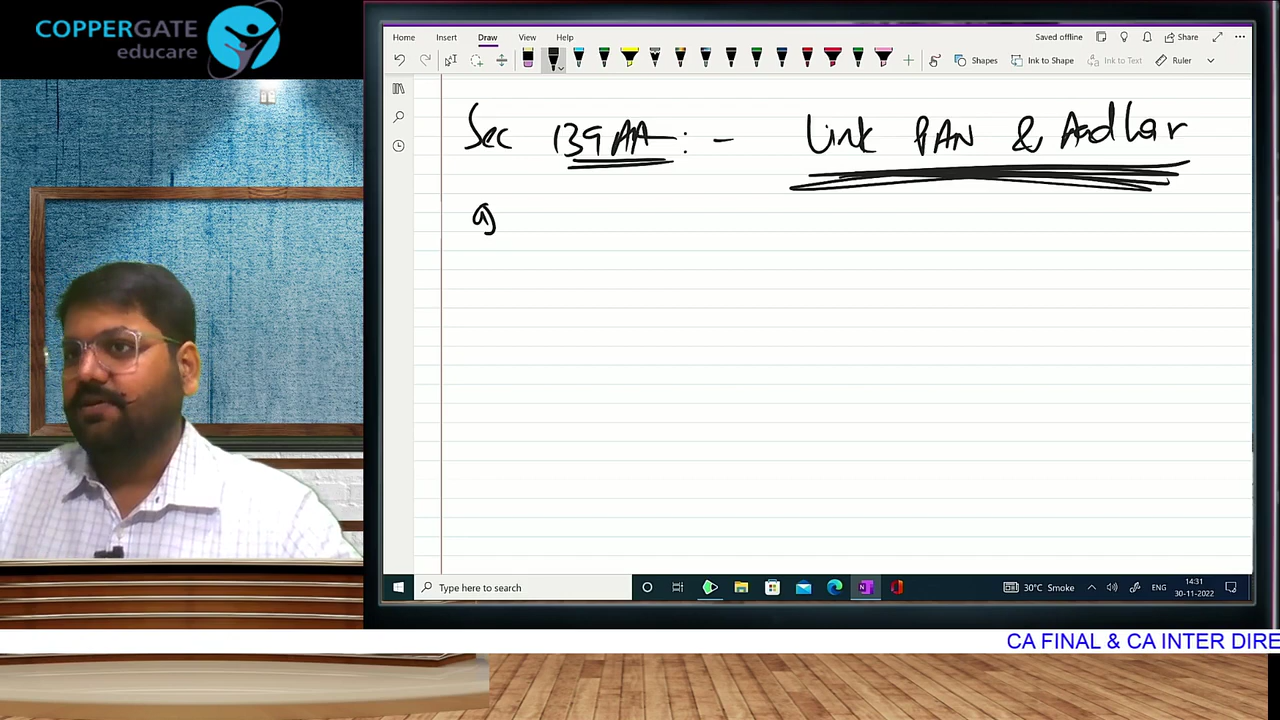 COPPERGATE
educare
Home Insert Draw View Help
Saved offline
Share
Shapes Ink to Shape Ink to Text Ruler
Sec 139AA :- Link PAN & Aadhar
a)
Type here to search
30°C Smoke
ENG
14:31
30-11-2022
CA FINAL & CA INTER DIRE